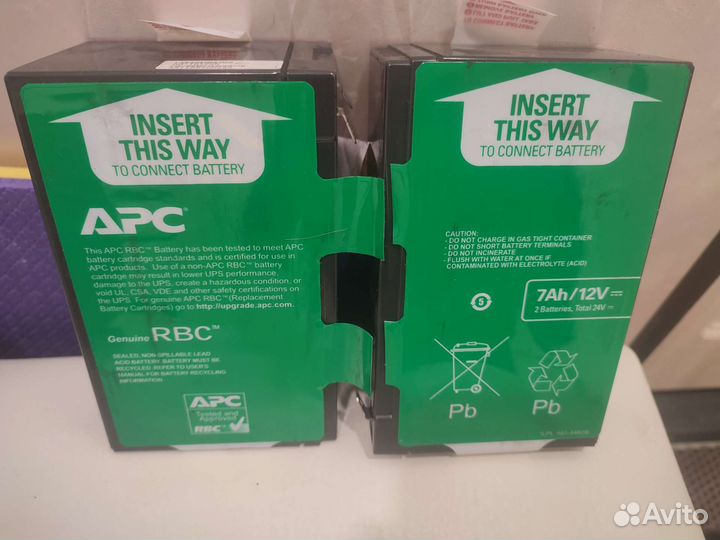 INSERT
THIS WAY
TO CONNECT BATTERY
APC
This APC RBC™ Battery has been tested to meet APC
battery cartridge standards and is certified for use in
APC products. Use of a non-APC RBC™ battery
cartridge may result in lower UPS performance,
damage to the UPS, create a hazardous condition, or
void UL, CSA, VDE and other safety certifications
on the UPS. For genuine APC RBC™(Replacement
Battery Cartridges) go to http://upgrade.apc.com.
Genuine RBC™
SEALED, NON-SPILLABLE LEAD
ACID BATTERY. BATTERY MUST BE
RECYCLED. REFER TO USER'S
MANUAL FOR BATTERY RECYCLING
INFORMATION.
APC
Tested and
Approved
RBC™
INSERT
THIS WAY
TO CONNECT BATTERY
CAUTION:
- DO NOT CHARGE IN GAS TIGHT CONTAINER
- DO NOT SHORT BATTERY TERMINALS
- DO NOT INCINERATE
- FLUSH WITH WATER AT ONCE IF
CONTAMINATED WITH ELECTROLYTE (ACID)
5
7Ah/12V
2 Batteries, Total 24V
Pb
Pb
Avito